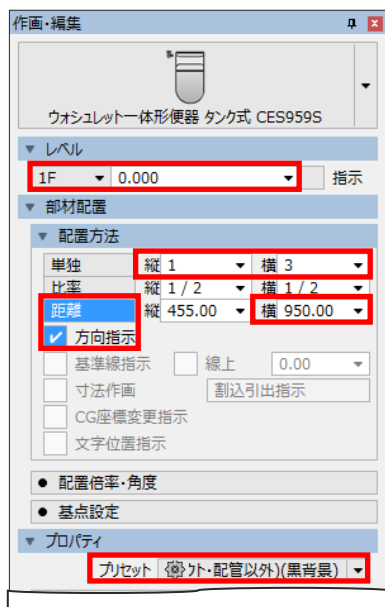 作画・編集
ウォシュレット一体形便器 タンク式 CES959S
レベル
1F 0.000 指示
部材配置
配置方法
単独 縦 1 横 3
比率 縦 1 / 2 横 1 / 2
距離 縦 455.00 横 950.00
方向指示
基準線指示 線上 0.00
寸法作画 割込引出指示
CG座標変更指示
文字位置指示
配置倍率・角度
基点設定
プロパティ
プリセット ｸﾄ・配管以外)(黒背景)